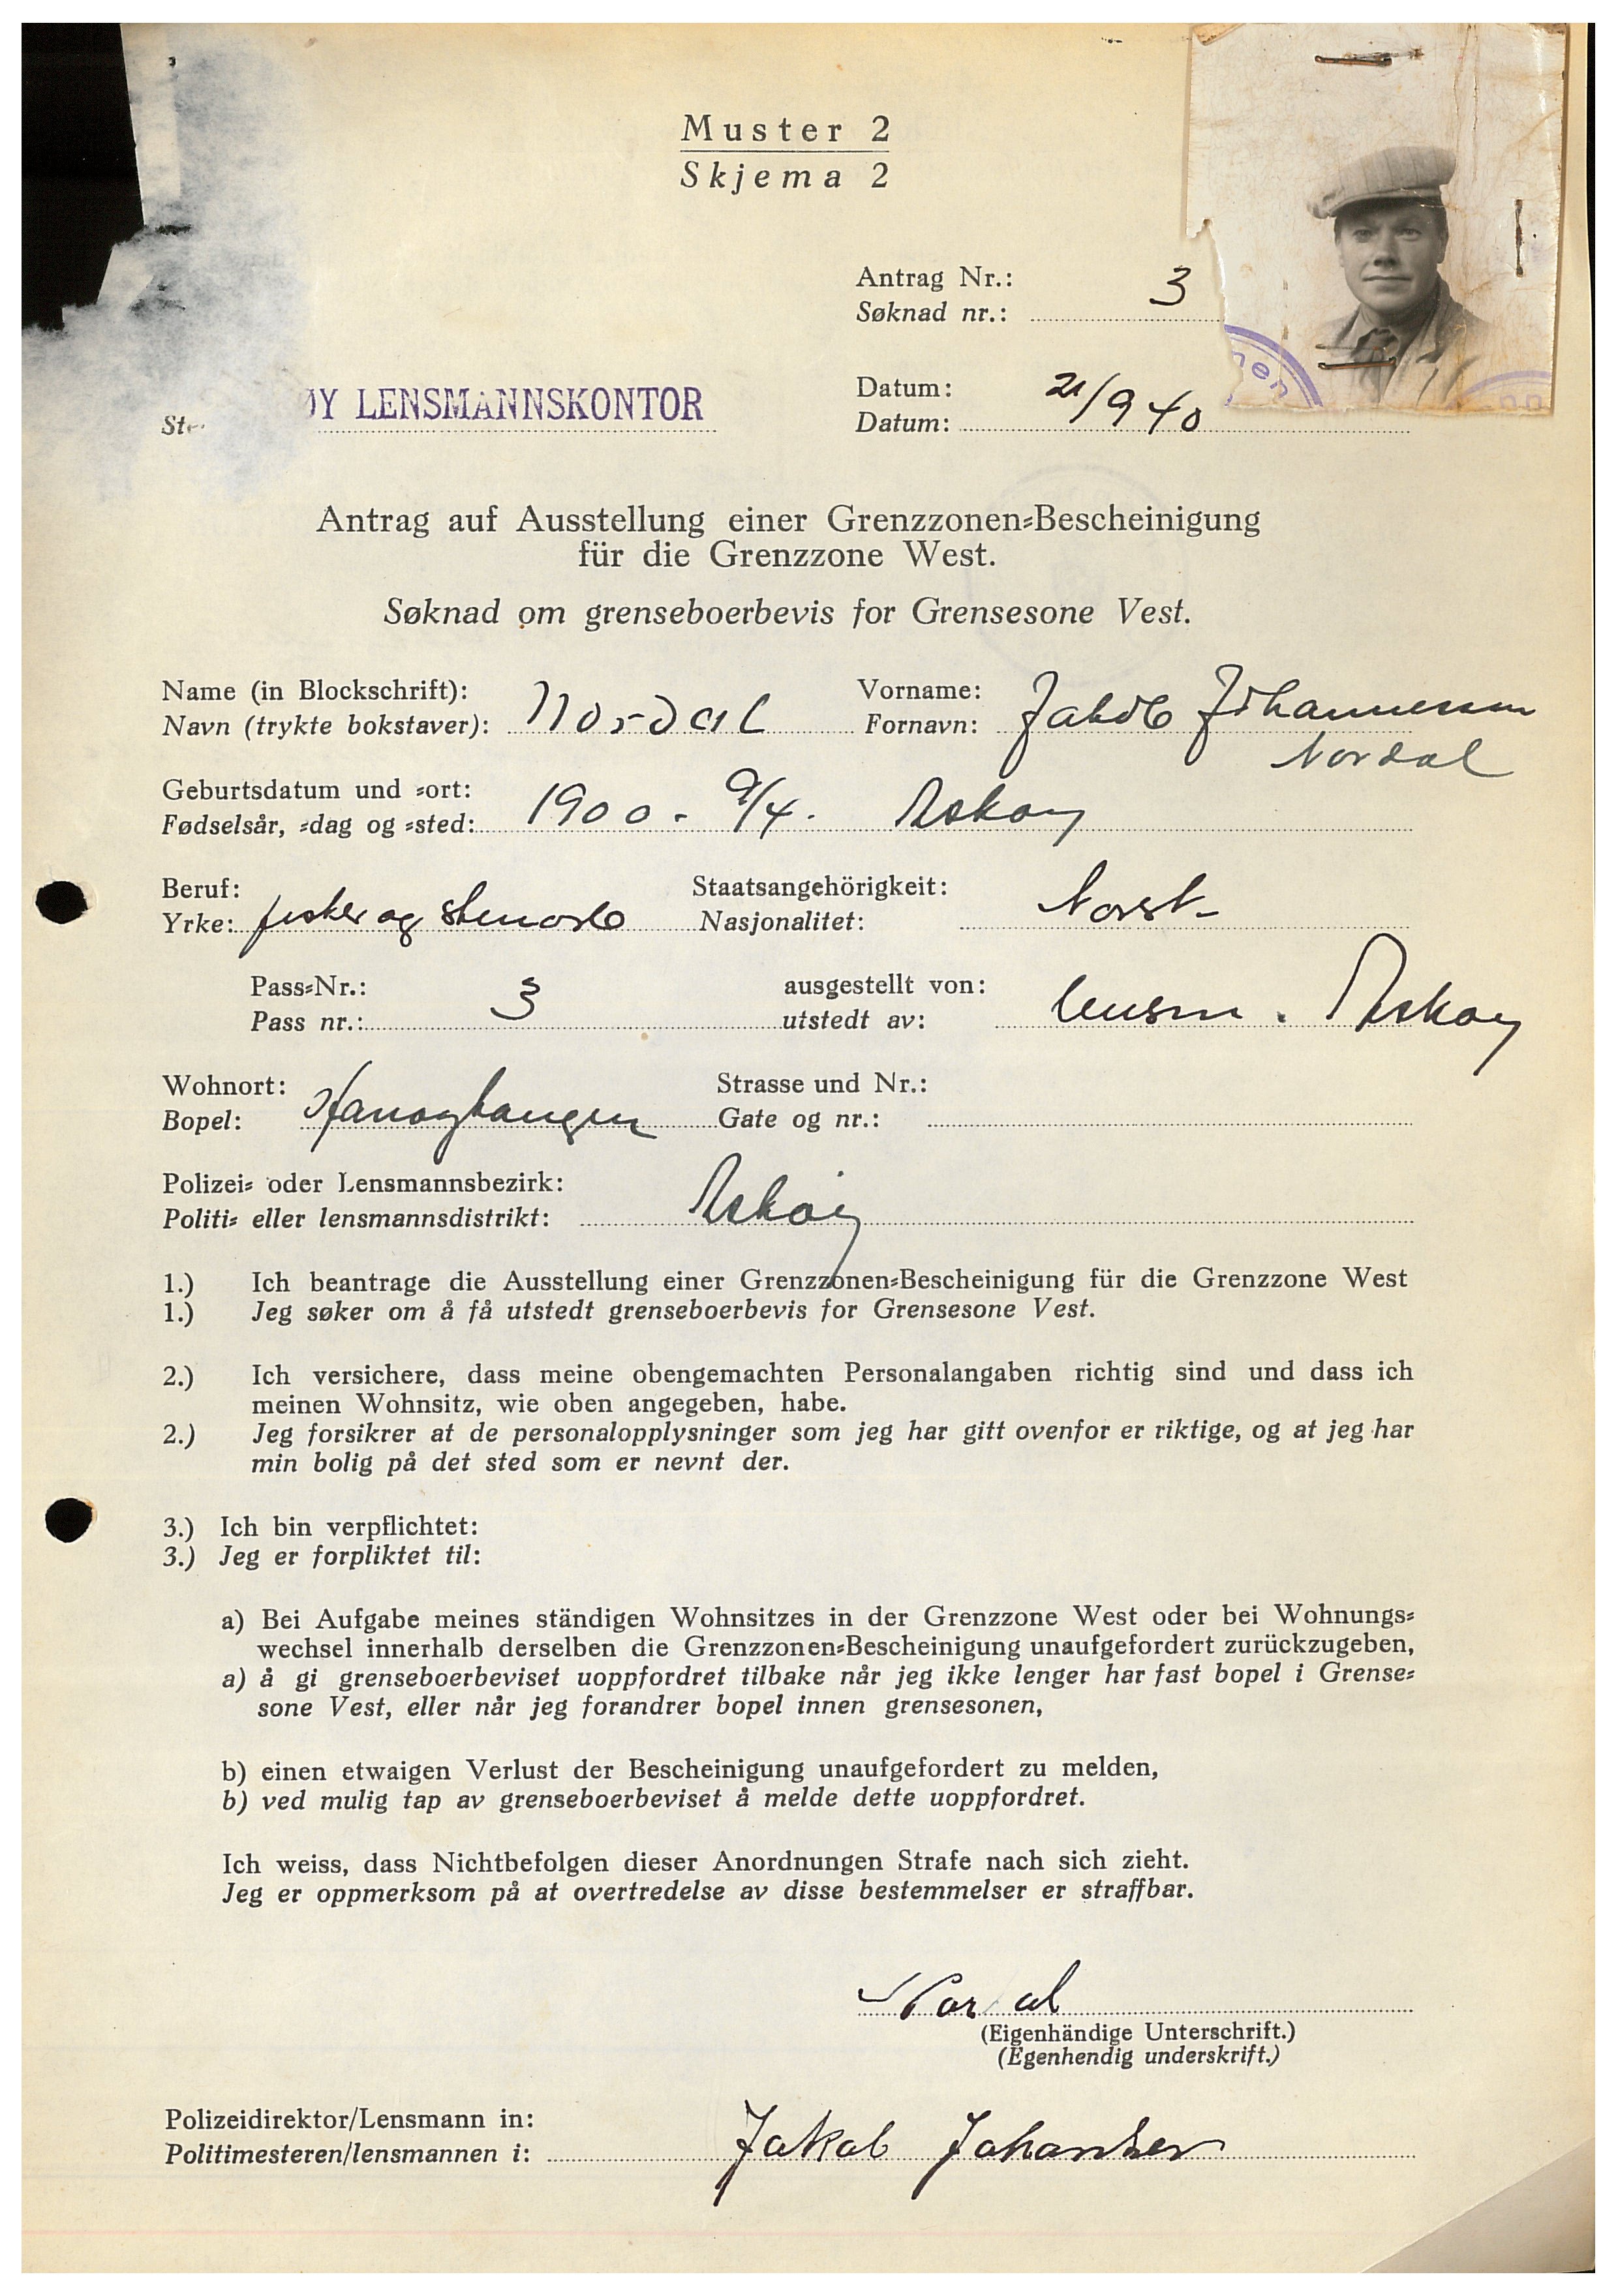 Muster 2
Skjema 2
Antrag Nr.:
Søknad nr.: 3
LENSMANNSKONTOR
Datum:
Datum: 21/9 40
Antrag auf Ausstellung einer Grenzzonen=Bescheinigung
für die Grenzzone West.
Søknad om grenseboerbevis for Grensesone Vest.
Name (in Blockschrift): Vorname:
Navn (trykte bokstaver): Nordal Fornavn: Jakob Johannessen
Nordal
Geburtsdatum und =ort:
Fødselsår, =dag og =sted: 1900 - 9/4. Askøy
Beruf: Staatsangehörigkeit:
Yrke: fisker og Nasjonalitet: Norsk
Pass=Nr.: ausgestellt von:
Pass nr.: 3 utstedt av: lensm. Askøy
Wohnort: Strasse und Nr.:
Bopel: Gate og nr.:
Polizei= oder Lensmannsbezirk:
Politi= eller lensmannsdistrikt: Askøy
1.) Ich beantrage die Ausstellung einer Grenzzonen=Bescheinigung für die Grenzzone West
1.) Jeg søker om å få utstedt grenseboerbevis for Grensesone Vest.
2.) Ich versichere, dass meine obengemachten Personalangaben richtig sind und dass ich
meinen Wohnsitz, wie oben angegeben, habe.
2.) Jeg forsikrer at de personalopplysninger som jeg har gitt ovenfor er riktige, og at jeg har
min bolig på det sted som er nevnt der.
3.) Ich bin verpflichtet:
3.) Jeg er forpliktet til:
a) Bei Aufgabe meines ständigen Wohnsitzes in der Grenzzone West oder bei Wohnungs=
wechsel innerhalb derselben die Grenzzonen=Bescheinigung unaufgefordert zurückzugeben,
a) å gi grenseboerbeviset uoppfordret tilbake når jeg ikke lenger har fast bopel i Grense=
sone Vest, eller når jeg forandrer bopel innen grensesonen,
b) einen etwaigen Verlust der Bescheinigung unaufgefordert zu melden,
b) ved mulig tap av grenseboerbeviset å melde dette uoppfordret.
Ich weiss, dass Nichtbefolgen dieser Anordnungen Strafe nach sich zieht.
Jeg er oppmerksom på at overtredelse av disse bestemmelser er straffbar.
(Eigenhändige Unterschrift.)
(Egenhendig underskrift.)
Polizeidirektor/Lensmann in:
Politimesteren/lensmannen i: Jakob Johansen